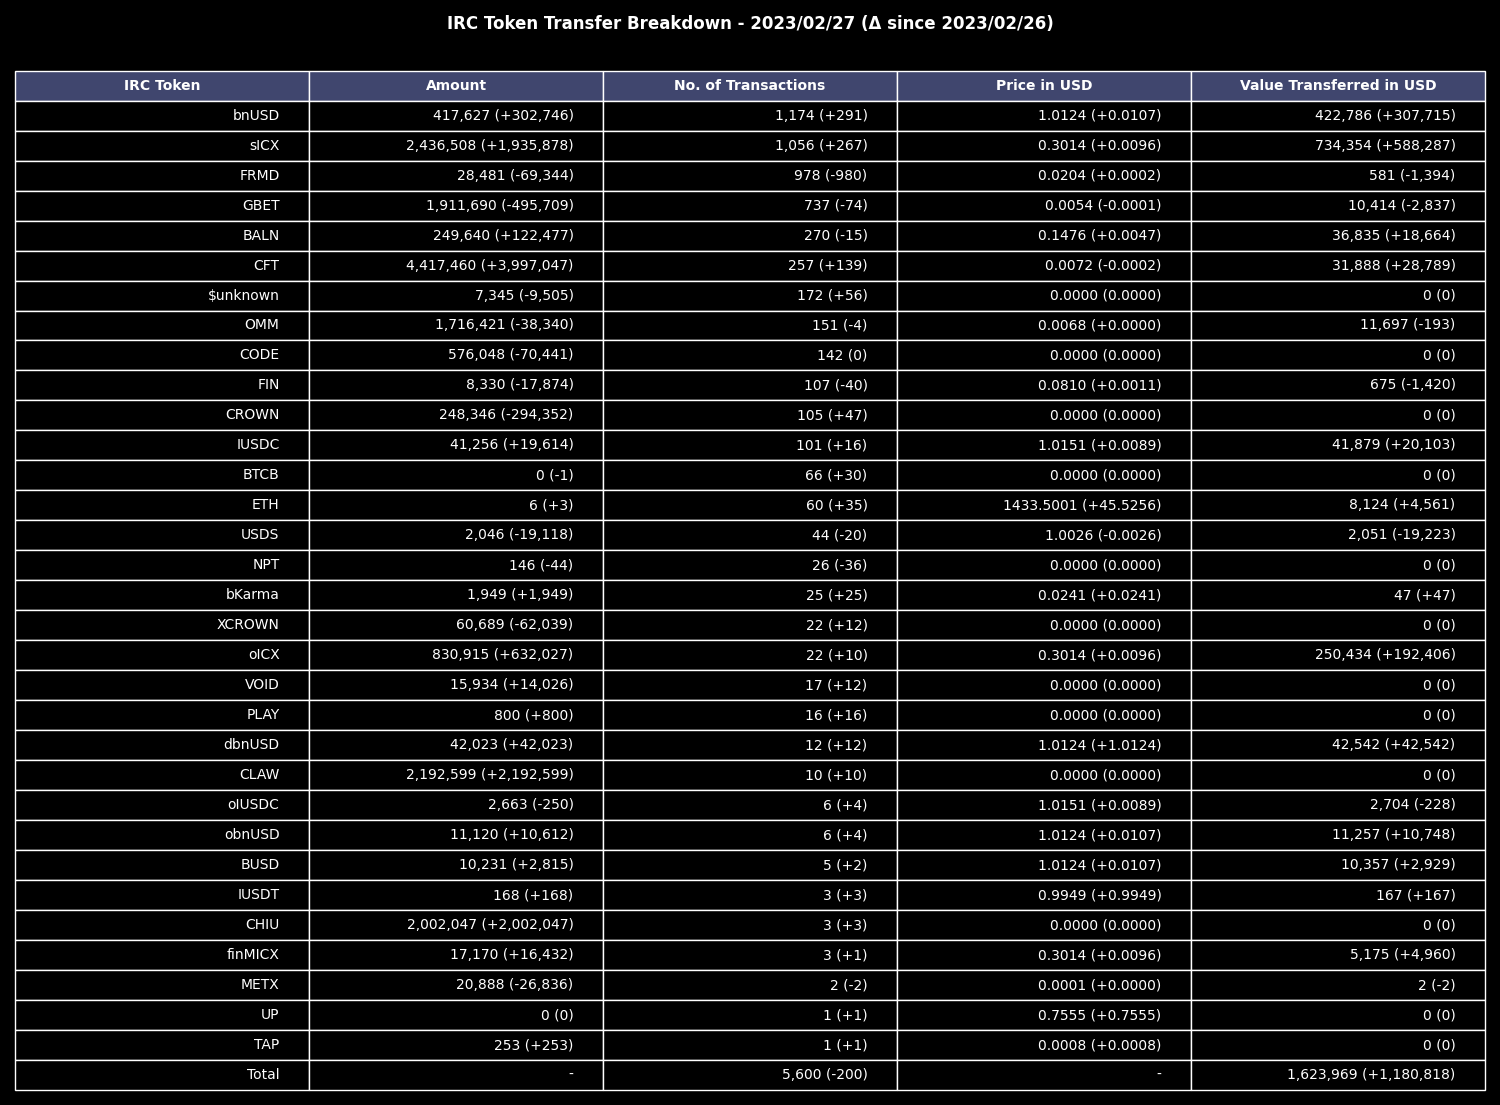 IRC Token Transfer Breakdown - 2023/02/27 (Δ since 2023/02/26)
IRC Token Amount No. of Transactions Price in USD Value Transferred in USD
bnUSD 417,627 (+302,746) 1,174 (+291) 1.0124 (+0.0107) 422,786 (+307,715)
sICX 2,436,508 (+1,935,878) 1,056 (+267) 0.3014 (+0.0096) 734,354 (+588,287)
FRMD 28,481 (-69,344) 978 (-980) 0.0204 (+0.0002) 581 (-1,394)
GBET 1,911,690 (-495,709) 737 (-74) 0.0054 (-0.0001) 10,414 (-2,837)
BALN 249,640 (+122,477) 270 (-15) 0.1476 (+0.0047) 36,835 (+18,664)
CFT 4,417,460 (+3,997,047) 257 (+139) 0.0072 (-0.0002) 31,888 (+28,789)
$unknown 7,345 (-9,505) 172 (+56) 0.0000 (0.0000) 0 (0)
OMM 1,716,421 (-38,340) 151 (-4) 0.0068 (+0.0000) 11,697 (-193)
CODE 576,048 (-70,441) 142 (0) 0.0000 (0.0000) 0 (0)
FIN 8,330 (-17,874) 107 (-40) 0.0810 (+0.0011) 675 (-1,420)
CROWN 248,346 (-294,352) 105 (+47) 0.0000 (0.0000) 0 (0)
IUSDC 41,256 (+19,614) 101 (+16) 1.0151 (+0.0089) 41,879 (+20,103)
BTCB 0 (-1) 66 (+30) 0.0000 (0.0000) 0 (0)
ETH 6 (+3) 60 (+35) 1433.5001 (+45.5256) 8,124 (+4,561)
USDS 2,046 (-19,118) 44 (-20) 1.0026 (-0.0026) 2,051 (-19,223)
NPT 146 (-44) 26 (-36) 0.0000 (0.0000) 0 (0)
bKarma 1,949 (+1,949) 25 (+25) 0.0241 (+0.0241) 47 (+47)
XCROWN 60,689 (-62,039) 22 (+12) 0.0000 (0.0000) 0 (0)
oICX 830,915 (+632,027) 22 (+10) 0.3014 (+0.0096) 250,434 (+192,406)
VOID 15,934 (+14,026) 17 (+12) 0.0000 (0.0000) 0 (0)
PLAY 800 (+800) 16 (+16) 0.0000 (0.0000) 0 (0)
dbnUSD 42,023 (+42,023) 12 (+12) 1.0124 (+1.0124) 42,542 (+42,542)
CLAW 2,192,599 (+2,192,599) 10 (+10) 0.0000 (0.0000) 0 (0)
oIUSDC 2,663 (-250) 6 (+4) 1.0151 (+0.0089) 2,704 (-228)
obnUSD 11,120 (+10,612) 6 (+4) 1.0124 (+0.0107) 11,257 (+10,748)
BUSD 10,231 (+2,815) 5 (+2) 1.0124 (+0.0107) 10,357 (+2,929)
IUSDT 168 (+168) 3 (+3) 0.9949 (+0.9949) 167 (+167)
CHIU 2,002,047 (+2,002,047) 3 (+3) 0.0000 (0.0000) 0 (0)
finMICX 17,170 (+16,432) 3 (+1) 0.3014 (+0.0096) 5,175 (+4,960)
METX 20,888 (-26,836) 2 (-2) 0.0001 (+0.0000) 2 (-2)
UP 0 (0) 1 (+1) 0.7555 (+0.7555) 0 (0)
TAP 253 (+253) 1 (+1) 0.0008 (+0.0008) 0 (0)
Total - 5,600 (-200) - 1,623,969 (+1,180,818)